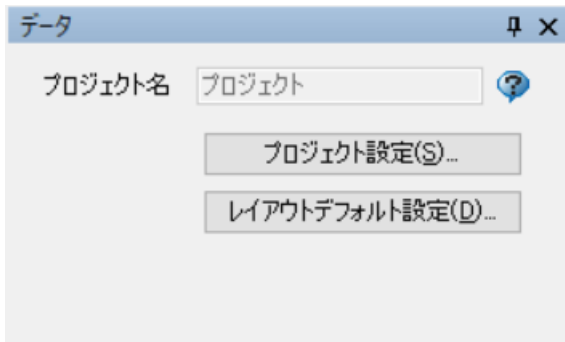 データ
プロジェクト名 プロジェクト
プロジェクト設定(S)...
レイアウトデフォルト設定(D)...